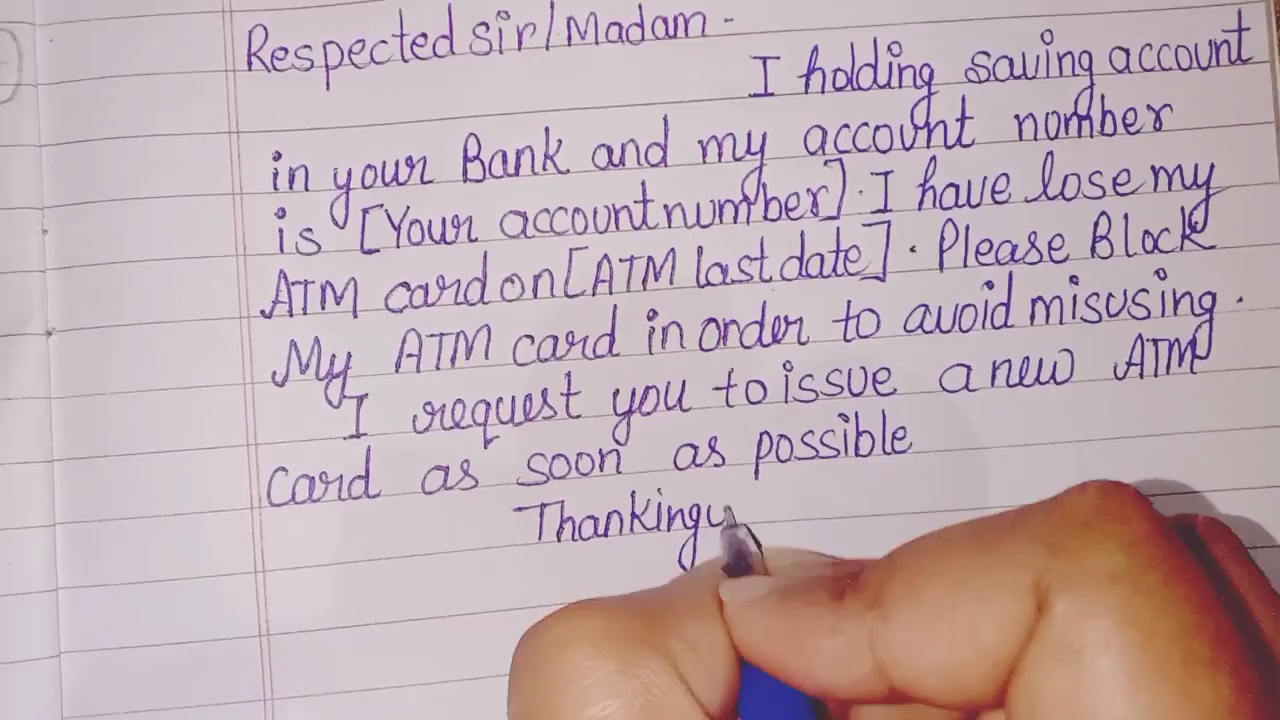 Respected sir/Madam -
I holding saving account
in your Bank and my account nomber
is [Your account number]. I have lose my
ATM card on [ATM last date]. Please Block
My ATM card in order to avoid misusing.
I request you to issue a new ATM
card as soon as possible
Thanking y